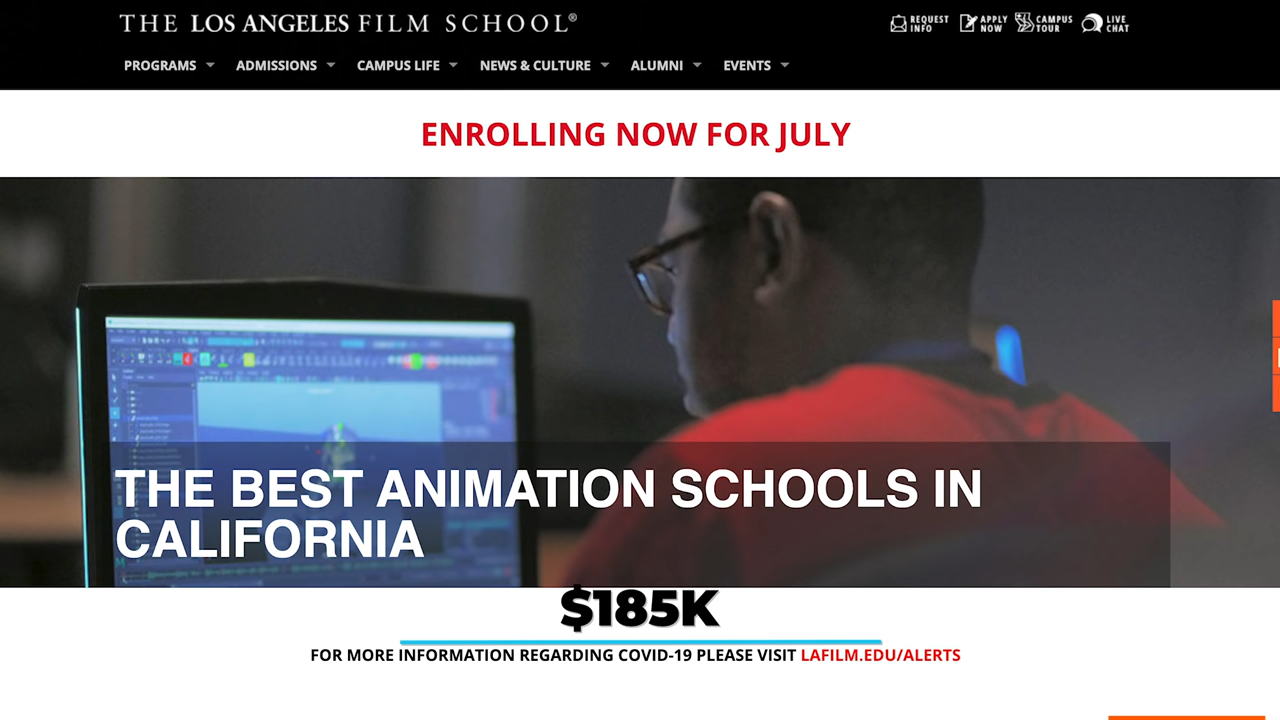 THE LOS ANGELES FILM SCHOOL®
REQUEST INFO
APPLY NOW
CAMPUS TOUR
LIVE CHAT
PROGRAMS
ADMISSIONS
CAMPUS LIFE
NEWS & CULTURE
ALUMNI
EVENTS
ENROLLING NOW FOR JULY
THE BEST ANIMATION SCHOOLS IN
CALIFORNIA
$185K
FOR MORE INFORMATION REGARDING COVID-19 PLEASE VISIT LAFILM.EDU/ALERTS